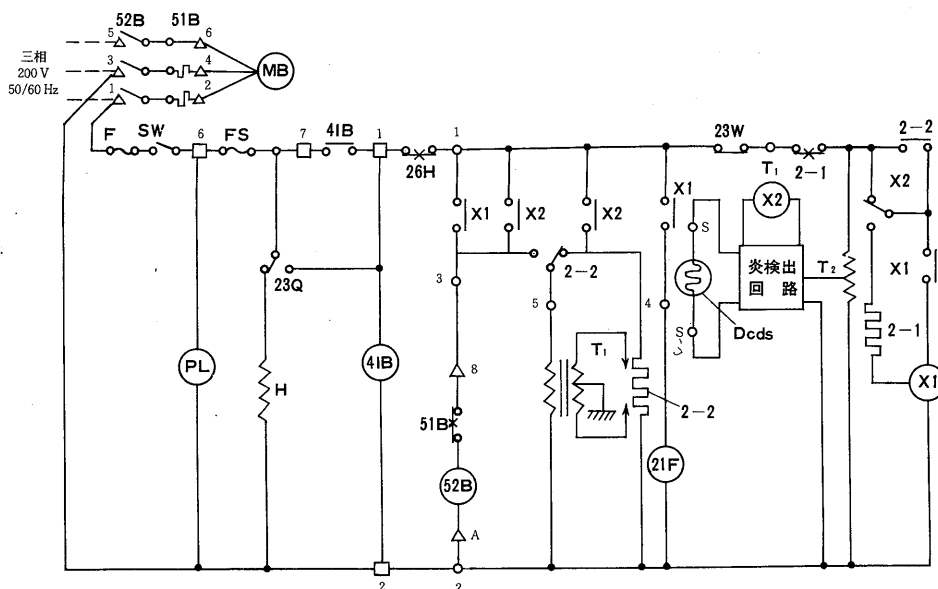 52B 51B
5 6
三相
200 V
50/60 Hz
3 4
MB
1 2
F SW 6 FS 7 41B 1 26H 1 23W T1 2-1 2-2
X1 X2 X2 X1 X2 X2
S
炎検出
回路
T2
X1
23Q 3 2-2 5 4
Dcds
S
2-1
PL H 41B 8 T1 2-2 X1
51B
52B 21F
A
2 2